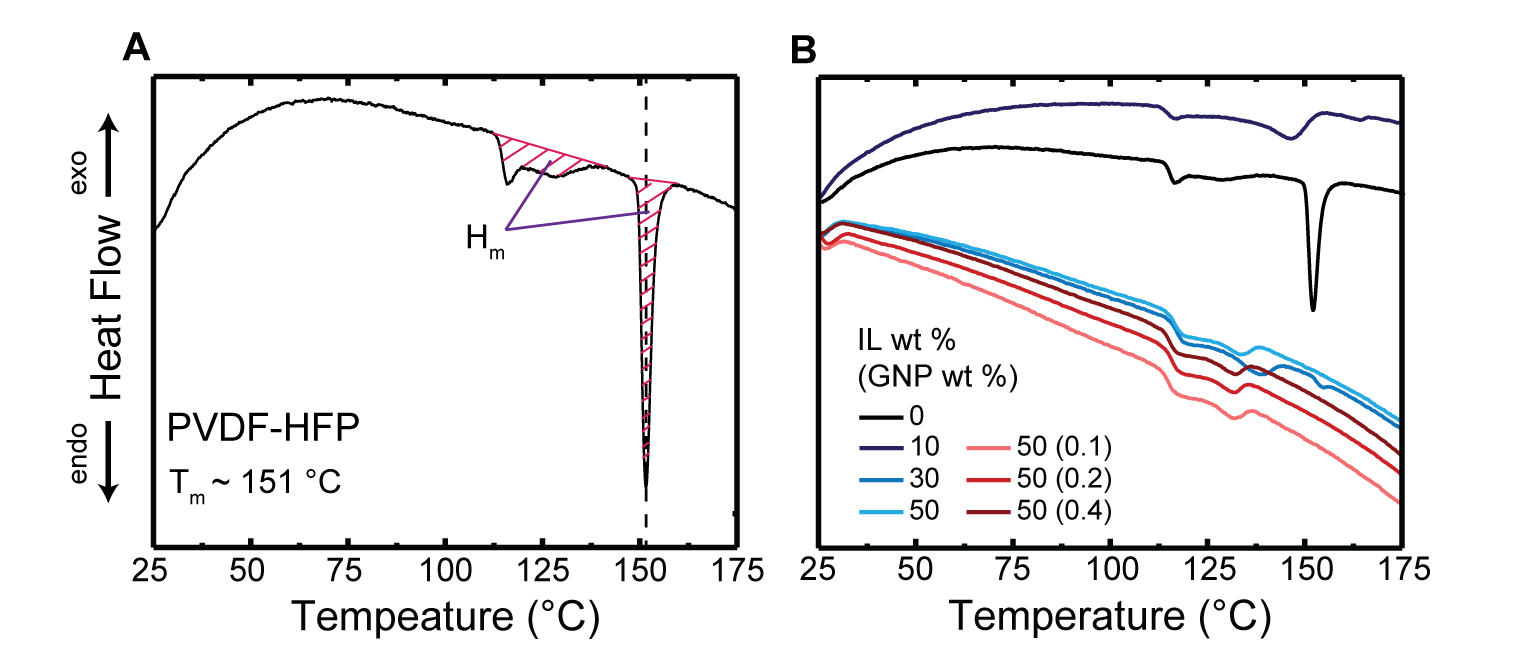 A
exo
Heat Flow
endo
Hm
PVDF-HFP
Tm ~ 151 °C
25 50 75 100 125 150 175
Tempeature (°C)
B
IL wt %
(GNP wt %)
0
10 50 (0.1)
30 50 (0.2)
50 50 (0.4)
25 50 75 100 125 150 175
Temperature (°C)